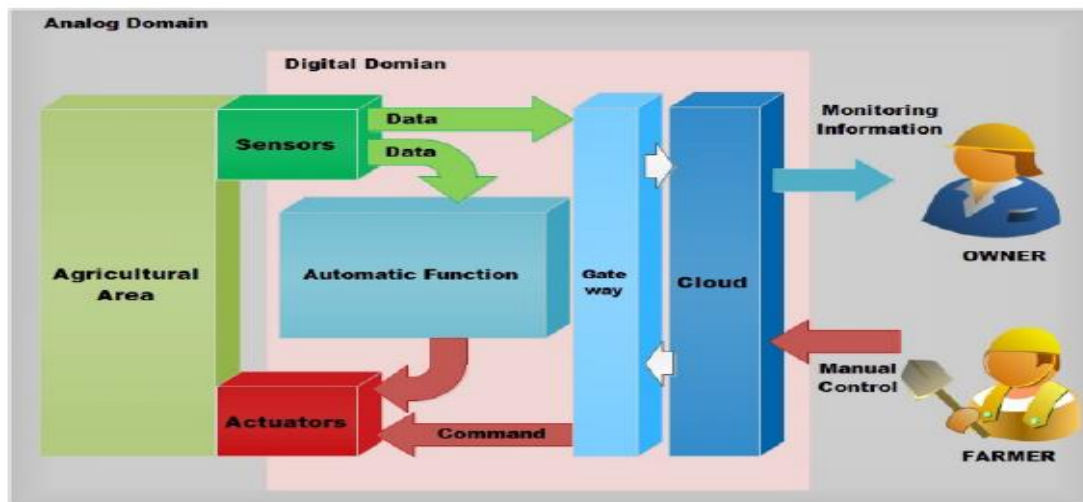 Analog Domain
Digital Domian
Data
Sensors
Data
Monitoring
Information
Agricultural
Area
Automatic Function
Gate
way
Cloud
OWNER
Manual
Control
Actuators
Command
FARMER